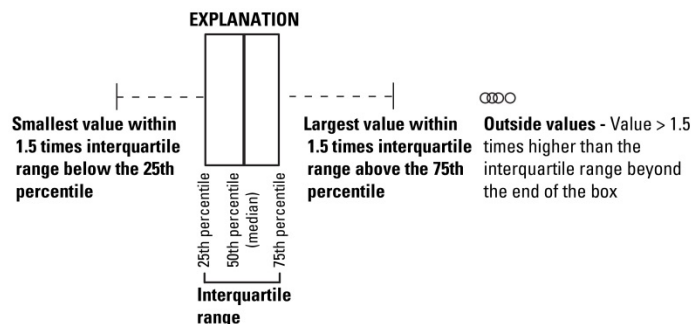 EXPLANATION
Smallest value within
1.5 times interquartile
range below the 25th
percentile
Largest value within
1.5 times interquartile
range above the 75th
percentile
Outside values - Value > 1.5
times higher than the
interquartile range beyond
the end of the box
25th percentile
50th percentile
(median)
75th percentile
Interquartile
range